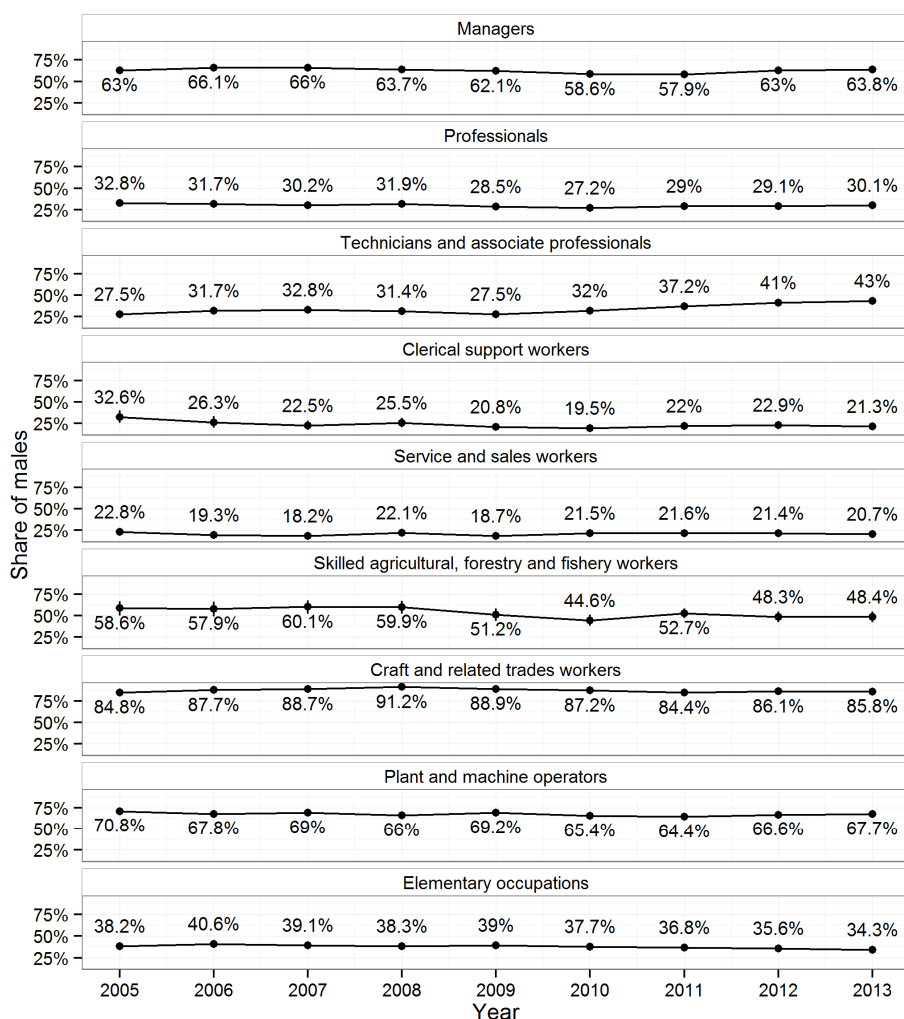 Managers
75%
50%
25%
63% 66.1% 66% 63.7% 62.1% 58.6% 57.9% 63% 63.8%
Professionals
75%
50%
25%
32.8% 31.7% 30.2% 31.9% 28.5% 27.2% 29% 29.1% 30.1%
Technicians and associate professionals
75%
50%
25%
27.5% 31.7% 32.8% 31.4% 27.5% 32% 37.2% 41% 43%
Clerical support workers
75%
50%
25%
32.6% 26.3% 22.5% 25.5% 20.8% 19.5% 22% 22.9% 21.3%
Service and sales workers
75%
50%
25%
22.8% 19.3% 18.2% 22.1% 18.7% 21.5% 21.6% 21.4% 20.7%
Skilled agricultural, forestry and fishery workers
75%
50%
25%
58.6% 57.9% 60.1% 59.9% 51.2% 44.6% 52.7% 48.3% 48.4%
Craft and related trades workers
75%
50%
25%
84.8% 87.7% 88.7% 91.2% 88.9% 87.2% 84.4% 86.1% 85.8%
Plant and machine operators
75%
50%
25%
70.8% 67.8% 69% 66% 69.2% 65.4% 64.4% 66.6% 67.7%
Elementary occupations
75%
50%
25%
38.2% 40.6% 39.1% 38.3% 39% 37.7% 36.8% 35.6% 34.3%
2005 2006 2007 2008 2009 2010 2011 2012 2013
Year
Share of males